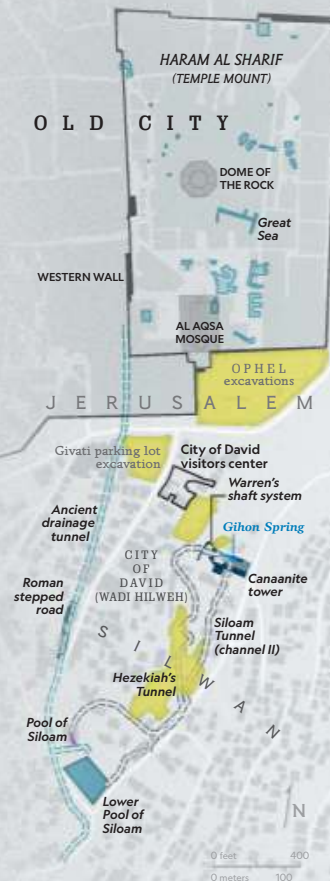 HARAM AL SHARIF
(TEMPLE MOUNT)
OLD CITY
DOME OF
THE ROCK
Great
Sea
WESTERN WALL
AL AQSA
MOSQUE
OPHEL
excavations
JERUSALEM
Givati parking lot
excavation
City of David
visitors center
Warren's
shaft system
Ancient
drainage
tunnel
Gihon Spring
CITY
OF
DAVID
(WADI HILWEH)
Canaanite
tower
Roman
stepped
road
Siloam
Tunnel
(channel II)
SILWAN
Hezekiah's
Tunnel
Pool of
Siloam
Lower
Pool of
Siloam
N
0 feet 400
0 meters 100